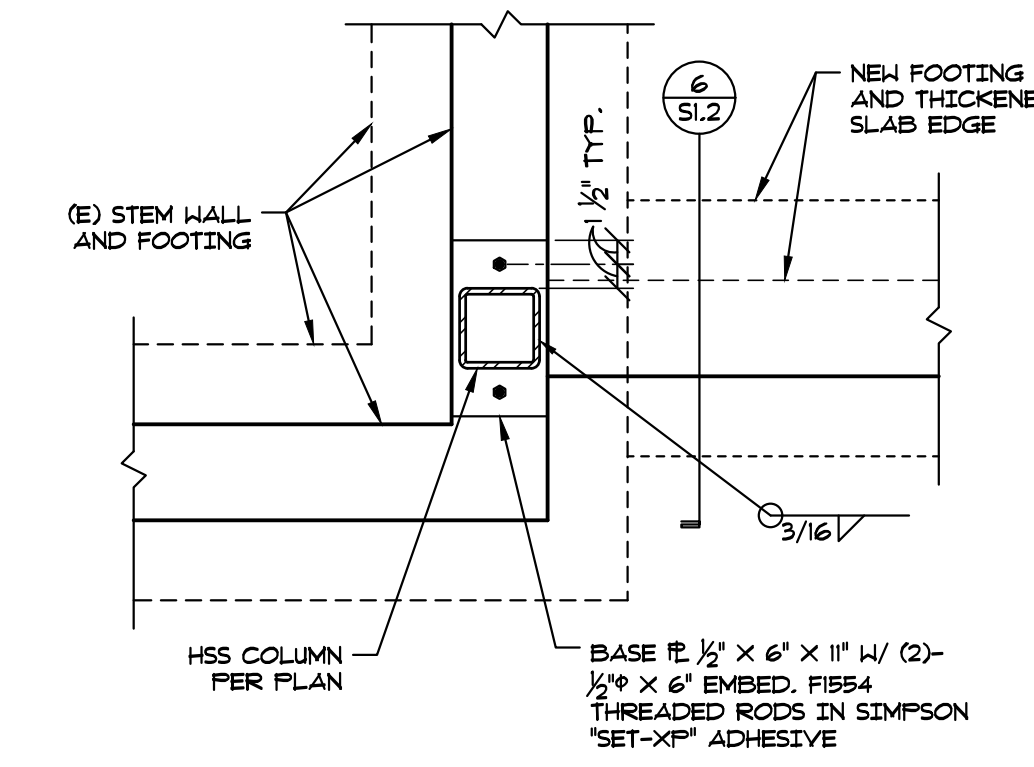 6
S1.2
NEW FOOTING
AND THICKENE
SLAB EDGE
1 ½" TYP.
(E) STEM WALL
AND FOOTING
3/16
HSS COLUMN
PER PLAN
BASE ℄ ½" X 6" X 11" W/ (2)-
½"Φ X 6" EMBED. F1554
THREADED RODS IN SIMPSON
"SET-XP" ADHESIVE